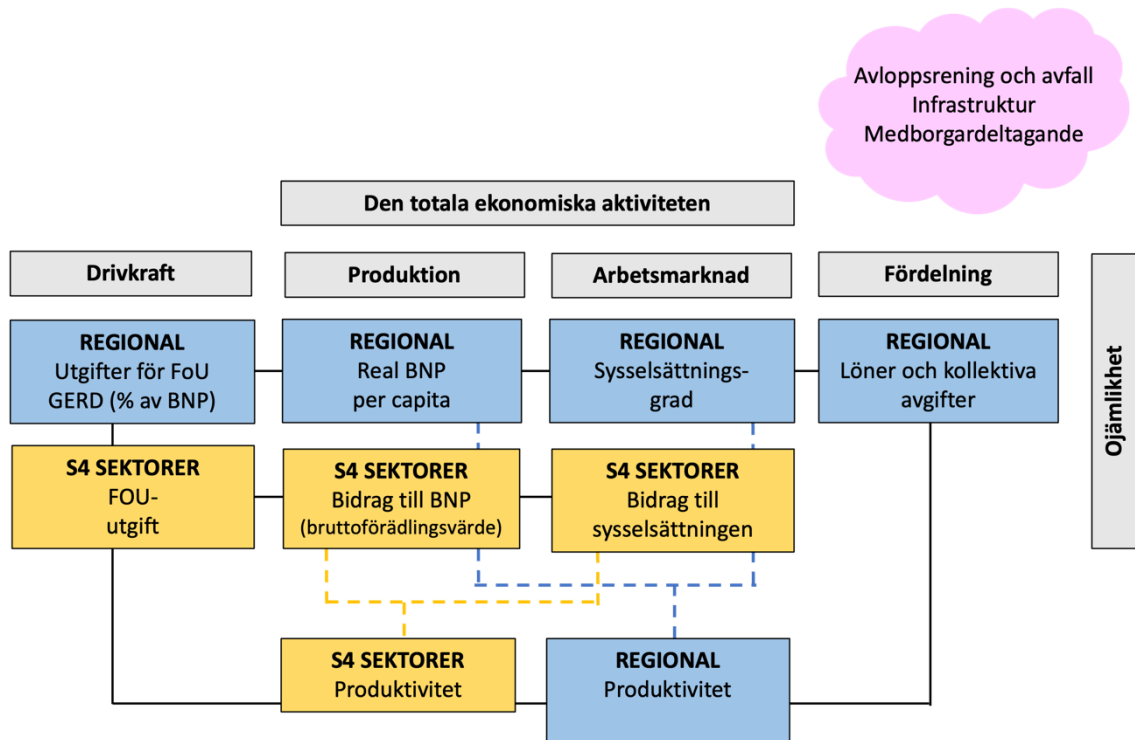 Avloppsrening och avfall
Infrastruktur
Medborgardeltagande
Den totala ekonomiska aktiviteten
Drivkraft
Produktion
Arbetsmarknad
Fördelning
Ojämlikhet
REGIONAL
Utgifter för FoU
GERD (% av BNP)
REGIONAL
Real BNP
per capita
REGIONAL
Sysselsättnings-
grad
REGIONAL
Löner och kollektiva
avgifter
S4 SEKTORER
FOU-
utgift
S4 SEKTORER
Bidrag till BNP
(bruttoförädlingsvärde)
S4 SEKTORER
Bidrag till
sysselsättningen
S4 SEKTORER
Produktivitet
REGIONAL
Produktivitet